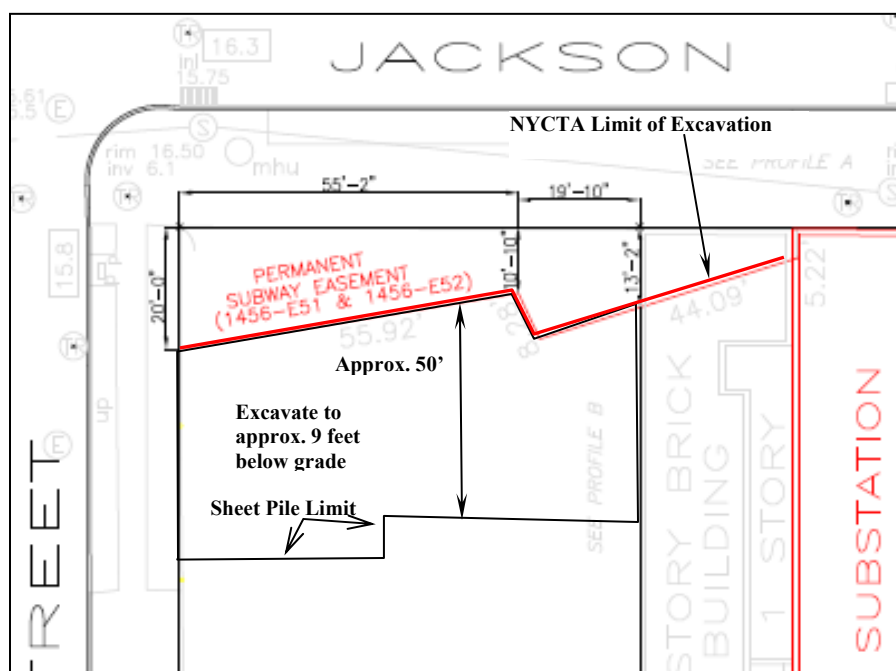 JACKSON
16.3
inl
15.75
E
S
rim 16.50
inv 6.1
mhu
NYCTA Limit of Excavation
SEE PROFILE A
S
55'-2"
19'-10"
15.8
20'-0"
10'-10"
13'-2"
5.22'
PERMANENT
SUBWAY EASEMENT
(1456-E51 & 1456-E52)
55.92'
44.09'
Approx. 50'
Excavate to
approx. 9 feet
below grade
up
E
Sheet Pile Limit
SEE PROFILE B
STORY BRICK
BUILDING
1 STORY
SUBSTATION
TREET